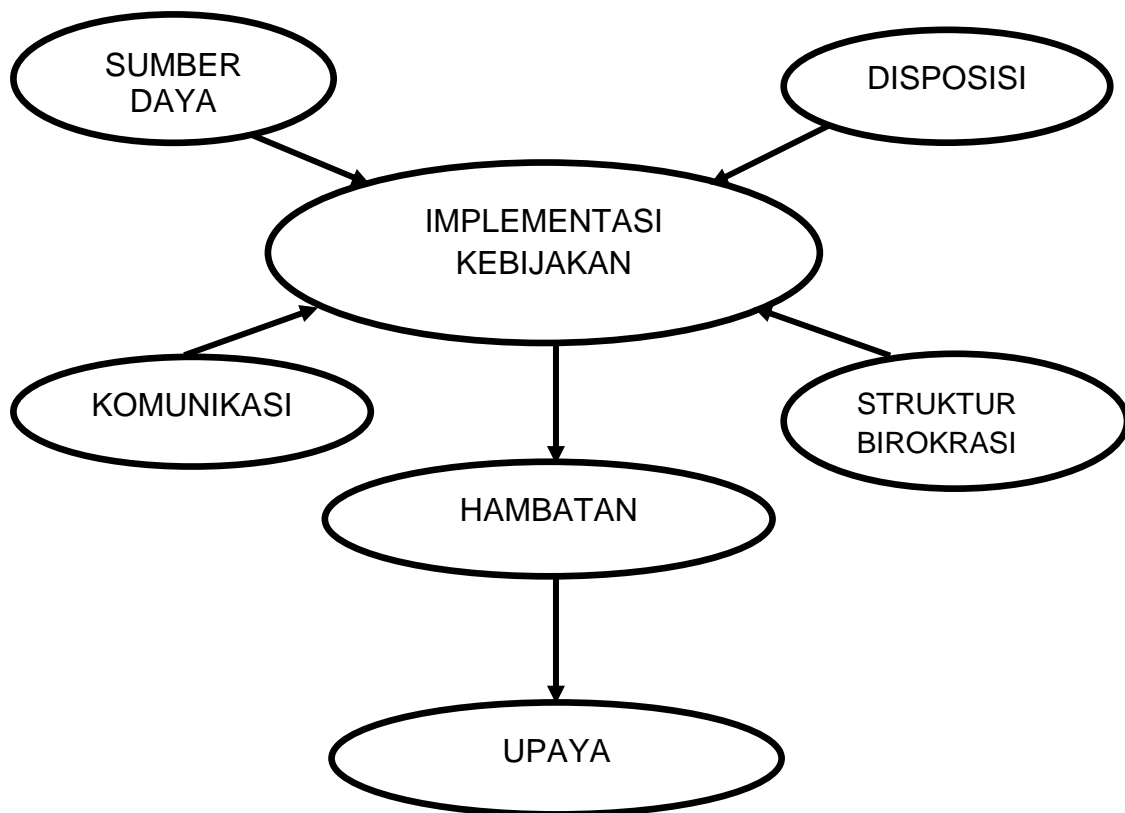 SUMBER
DAYA
DISPOSISI
IMPLEMENTASI
KEBIJAKAN
KOMUNIKASI
STRUKTUR
BIROKRASI
HAMBATAN
UPAYA